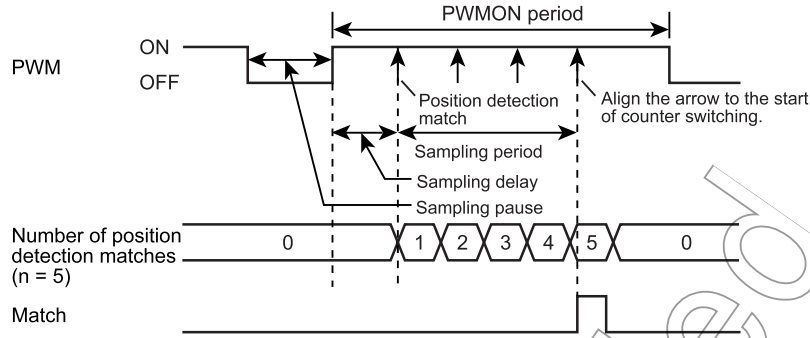 PWMON period
ON
PWM
OFF
Position detection
match
Align the arrow to the start
of counter switching.
Sampling period
Sampling delay
Sampling pause
Number of position
detection matches
(n = 5)
0 1 2 3 4 5 0
Match